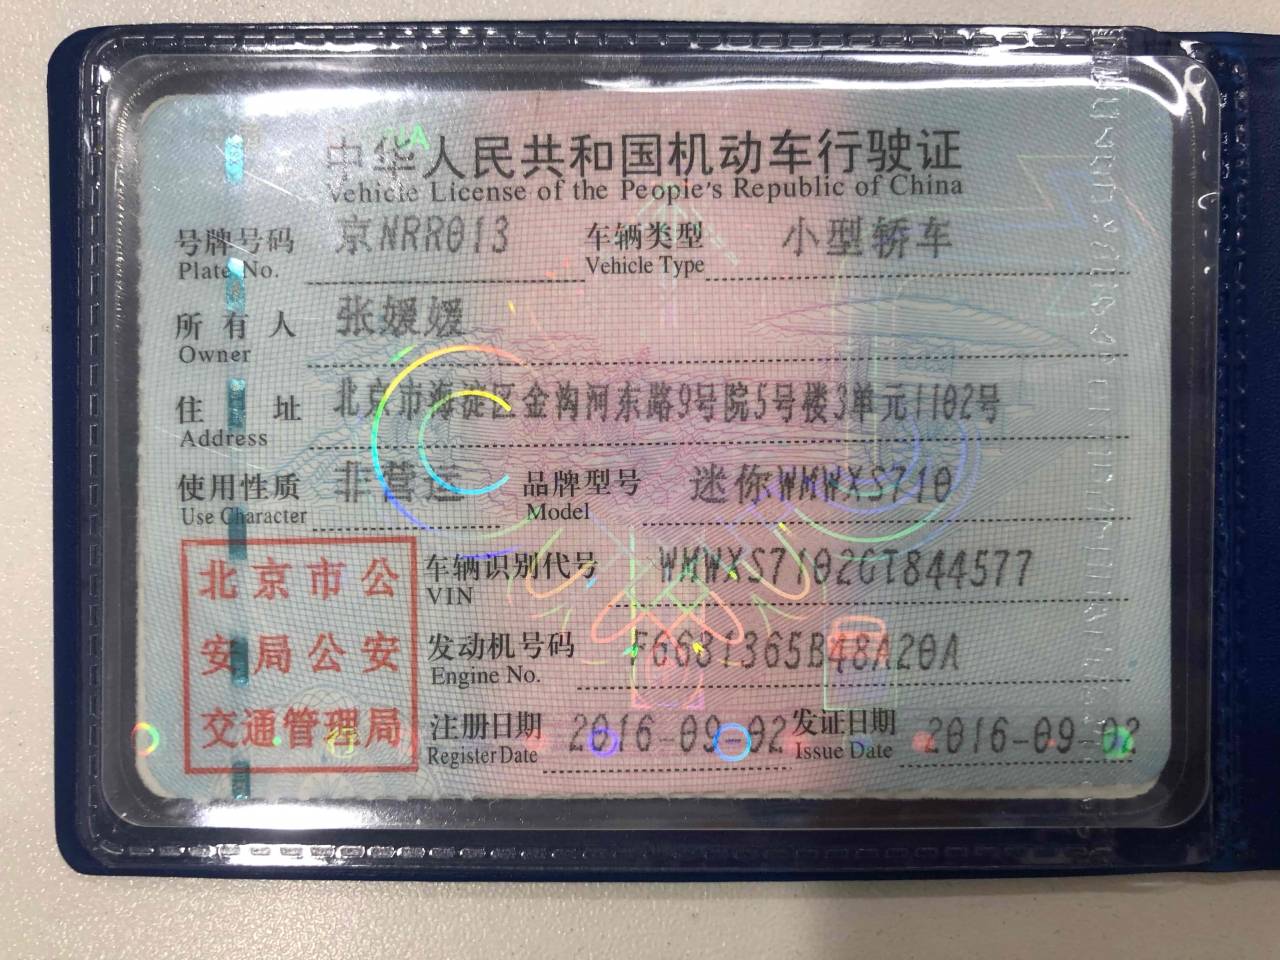 中华人民共和国机动车行驶证
Vehicle License of the People's Republic of China
号牌号码 京NRR013 车辆类型 小型轿车
Plate No. Vehicle Type
所有人 张媛媛
Owner
住址 北京市海淀区金沟河东路9号院5号楼3单元1102号
Address
使用性质 非营运 品牌型号 迷你WMWXS710
Use Character Model
北京市公 车辆识别代号 WMWXS7102GT844577
VIN
安局公安 发动机号码 F6631365B48A20A
Engine No.
交通管理局 注册日期 2016-09-02 发证日期 2016-09-02
Register Date Issue Date